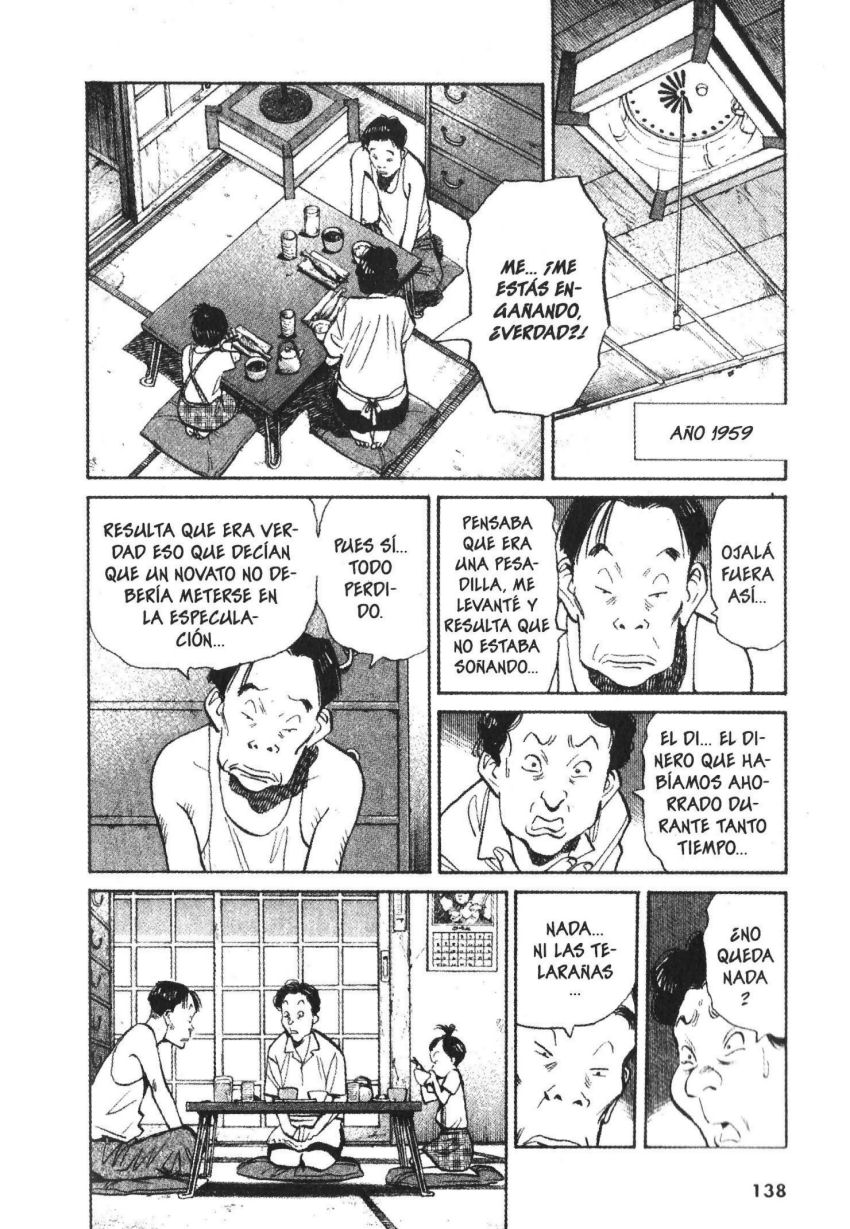 AÑO 1959
ME... ¡ME
ESTÁS EN-
GAÑANDO,
¿VERDAD?!
OJALÁ
FUERA
ASÍ...
PENSABA
QUE ERA
UNA PESA-
DILLA, ME
LEVANTÉ Y
RESULTA QUE
NO ESTABA
SOÑANDO...
EL DI... EL DI-
NERO QUE HA-
BÍAMOS AHO-
RRADO DU-
RANTE TANTO
TIEMPO...
PUES SÍ...
TODO
PERDI-
DO.
RESULTA QUE ERA VER-
DAD ESO QUE DECÍAN
QUE UN NOVATO NO DE-
BERÍA METERSE EN
LA ESPECULA-
CIÓN...
¿NO
QUEDA
NADA
?
NADA...
NI LAS TE-
LARAÑAS
...
138